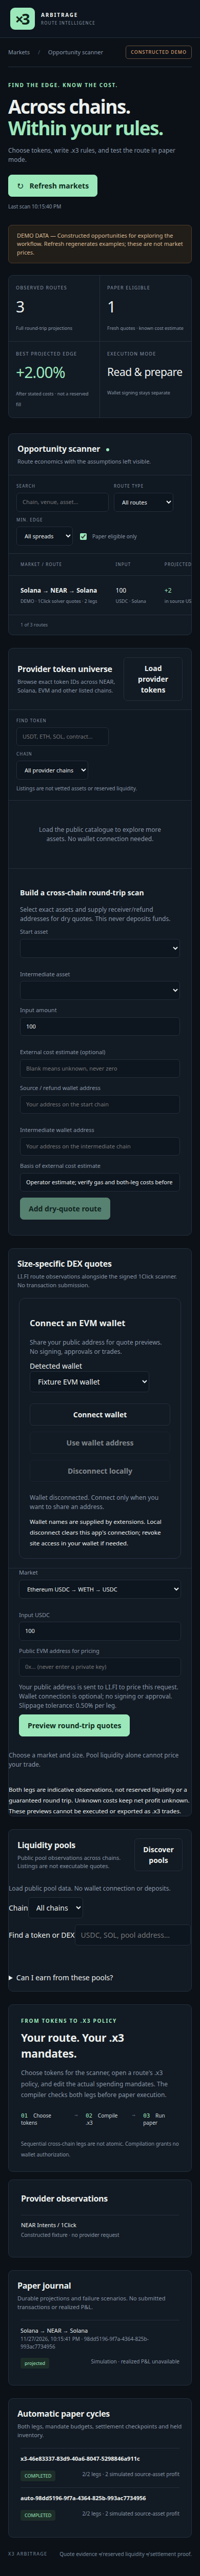 x3 ARBITRAGE
ROUTE INTELLIGENCE
Markets / Opportunity scanner
CONSTRUCTED DEMO
FIND THE EDGE. KNOW THE COST.
Across chains.
Within your rules.
Choose tokens, write .x3 rules, and test the route in paper
mode.
↻ Refresh markets
Last scan 10:15:40 PM
DEMO DATA — Constructed opportunities for exploring the
workflow. Refresh regenerates examples; these are not market
prices.
OBSERVED ROUTES
3
Full round-trip projections
PAPER ELIGIBLE
1
Fresh quotes · known cost estimate
BEST PROJECTED EDGE
+2.00%
After stated costs · not a reserved
fill
EXECUTION MODE
Read & prepare
Wallet signing stays separate
Opportunity scanner
Route economics with the assumptions left visible.
SEARCH
Chain, venue, asset...
ROUTE TYPE
All routes
MIN. EDGE
All spreads
Paper eligible only
MARKET / ROUTE INPUT PROJECTED
Solana → NEAR → Solana 100 +2
DEMO · 1Click solver quotes · 2 legs USDC · Solana in source US
1 of 3 routes
Provider token universe
Browse exact token IDs across NEAR,
Solana, EVM and other listed chains.
Load
provider
tokens
FIND TOKEN
USDT, ETH, SOL, contract...
CHAIN
All provider chains
Listings are not vetted assets or reserved liquidity.
Load the public catalogue to explore more
assets. No wallet connection needed.
Build a cross-chain round-trip scan
Select exact assets and supply receiver/refund
addresses for dry quotes. This never deposits funds.
Start asset
Intermediate asset
Input amount
100
External cost estimate (optional)
Blank means unknown, never zero
Source / refund wallet address
Your address on the start chain
Intermediate wallet address
Your address on the intermediate chain
Basis of external cost estimate
Operator estimate; verify gas and both-leg costs before
Add dry-quote route
Size-specific DEX quotes
LI.FI route observations alongside the signed 1Click scanner.
No transaction submission.
Connect an EVM wallet
Share your public address for quote previews.
No signing, approvals or trades.
Detected wallet
Fixture EVM wallet
Connect wallet
Use wallet address
Disconnect locally
Wallet disconnected. Connect only when you
want to share an address.
Wallet names are supplied by extensions. Local
disconnect clears this app's connection; revoke
site access in your wallet if needed.
Market
Ethereum USDC → WETH → USDC
Input USDC
100
Public EVM address for pricing
0x... (never enter a private key)
Your public address is sent to LI.FI to price this request.
Wallet connection is optional; no signing or approval.
Slippage tolerance: 0.50% per leg.
Preview round-trip quotes
Choose a market and size. Pool liquidity alone cannot price
your trade.
Both legs are indicative observations, not reserved liquidity or a
guaranteed round trip. Unknown costs keep net profit unknown.
These previews cannot be executed or exported as .x3 trades.
Liquidity pools
Public pool observations across chains.
Listings are not executable quotes.
Discover
pools
Load public pool data. No wallet connection or deposits.
Chain All chains
Find a token or DEX USDC, SOL, pool address...
▶ Can I earn from these pools?
FROM TOKENS TO .X3 POLICY
Your route. Your .x3
mandates.
Choose tokens for the scanner, open a route's .x3
policy, and edit the actual spending mandates. The
compiler checks both legs before paper execution.
01 Choose
tokens
→ 02 Compile
.x3
→ 03 Run
paper
Sequential cross-chain legs are not atomic. Compilation grants no
wallet authorization.
Provider observations
NEAR Intents / 1Click
Constructed fixture · no provider request
Paper journal
Durable projections and failure scenarios. No submitted
transactions or realized P&L.
Solana → NEAR → Solana
11/27/2026, 10:15:41 PM · 98dd5196-9f7a-4364-825b-
993ac7734956
projected
Simulation · realized P&L unavailable
Automatic paper cycles
Both legs, mandate budgets, settlement checkpoints and held
inventory.
x3-46e83337-83d9-40a6-8047-5298846a911c
COMPLETED 2/2 legs · 2 simulated source-asset profit
auto-98dd5196-9f7a-4364-825b-993ac7734956
COMPLETED 2/2 legs · 2 simulated source-asset profit
X3 ARBITRAGE
Quote evidence ≠ reserved liquidity ≠ settlement proof.